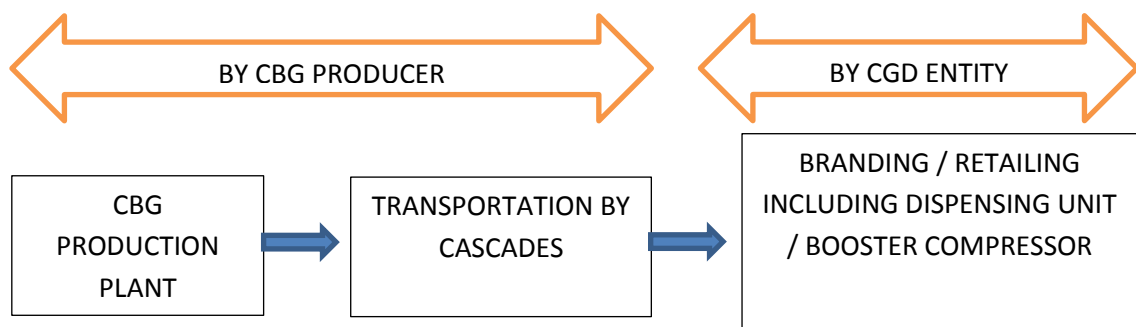 BY CBG PRODUCER
BY CGD ENTITY
CBG
PRODUCTION
PLANT
TRANSPORTATION BY
CASCADES
BRANDING / RETAILING
INCLUDING DISPENSING UNIT
/ BOOSTER COMPRESSOR